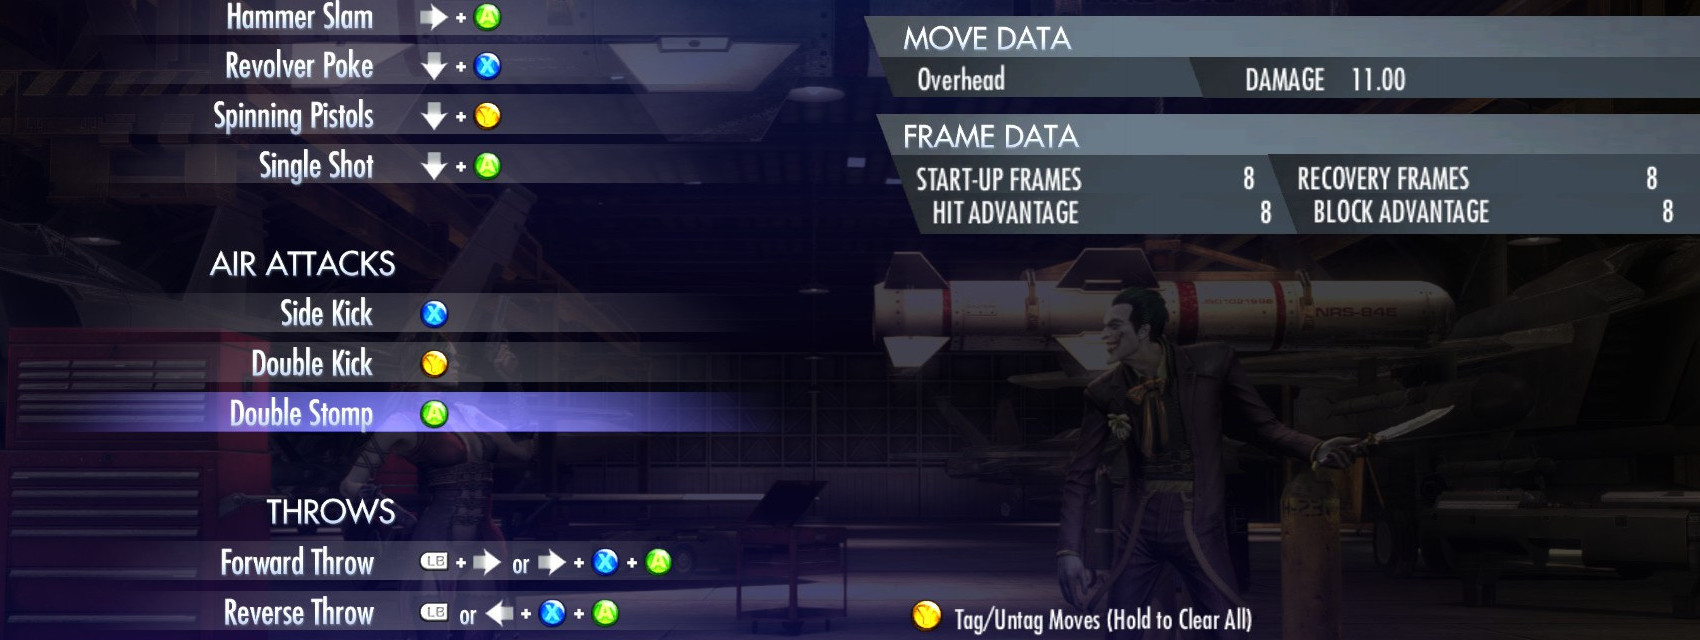 Hammer Slam + A
Revolver Poke + X
Spinning Pistols + Y
Single Shot + A
AIR ATTACKS
Side Kick X
Double Kick Y
Double Stomp A
THROWS
Forward Throw LB + or + X + A
Reverse Throw LB or + X + A
MOVE DATA
Overhead DAMAGE 11.00
FRAME DATA
START-UP FRAMES 8 RECOVERY FRAMES 8
HIT ADVANTAGE 8 BLOCK ADVANTAGE 8
NRS-84E
Y Tag/Untag Moves (Hold to Clear All)